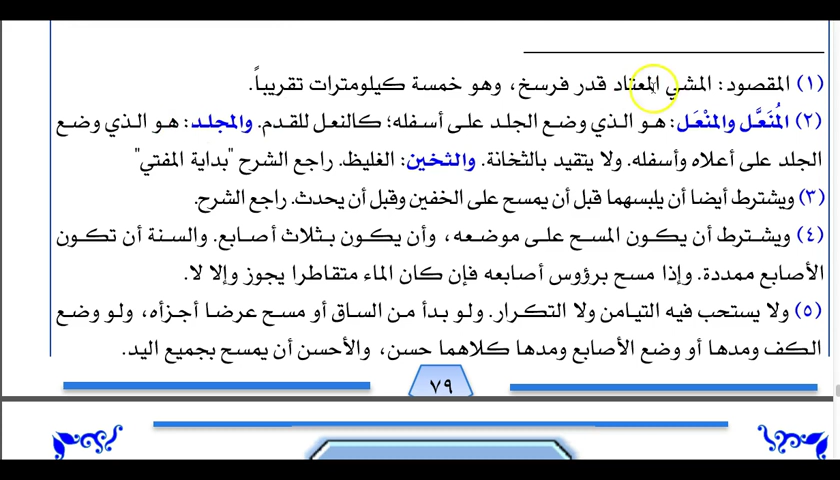 (١) المقصود: المشي المعتاد قدر فرسخ، وهو خمسة كيلومترات تقريباً.
(٢) المُنَعَّل والمنْعَل: هو الذي وضع الجلد على أسفله؛ كالنعل للقدم. والمجلد: هو الذي وضع
الجلد على أعلاه وأسفله. ولا يتقيد بالثخانة. والثخين: الغليظ. راجع الشرح "بداية المفتي"
(٣) ويشترط أيضا أن يلبسهما قبل أن يمسح على الخفين وقبل أن يحدث. راجع الشرح.
(٤) ويشترط أن يكون المسح على موضعه، وأن يكون بثلاث أصابع. والسنة أن تكون
الأصابع ممددة. وإذا مسح برؤوس أصابعه فإن كان الماء متقاطرا يجوز وإلا لا.
(٥) ولا يستحب فيه التيامن ولا التكرار. ولو بدأ من الساق أو مسح عرضا أجزأه، ولو وضع
الكف ومدها أو وضع الأصابع ومدها كلاهما حسن، والأحسن أن يمسح بجميع اليد.
٧٩